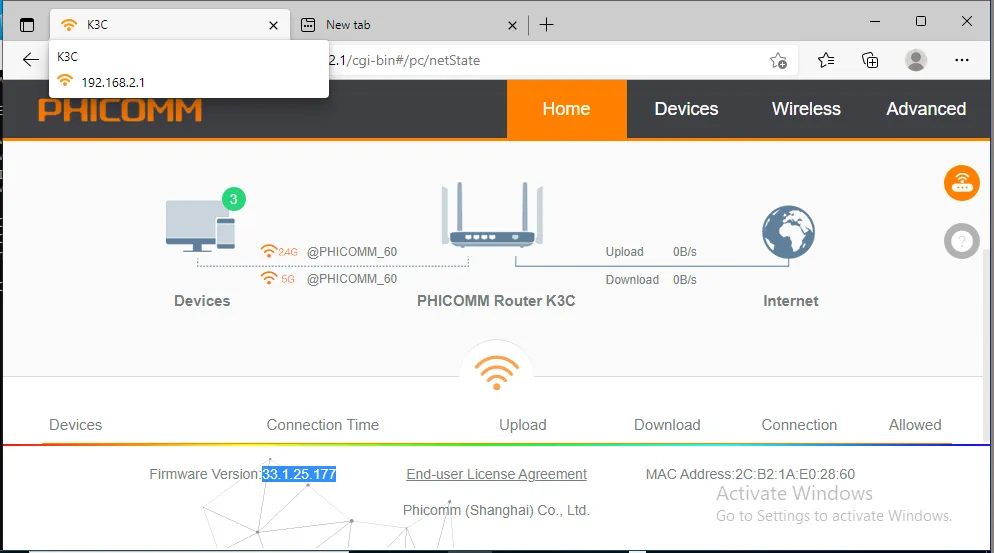 K3C
New tab
K3C
192.168.2.1
2.1/cgi-bin#/pc/netState
PHICOMM
Home
Devices
Wireless
Advanced
3
2.4G @PHICOMM_60
5G @PHICOMM_60
Upload 0B/s
Download 0B/s
Devices
PHICOMM Router K3C
Internet
?
Devices Connection Time Upload Download Connection Allowed
Firmware Version:33.1.25.177 End-user License Agreement MAC Address:2C:B2:1A:E0:28:60
Phicomm (Shanghai) Co., Ltd.
Activate Windows
Go to Settings to activate Windows.